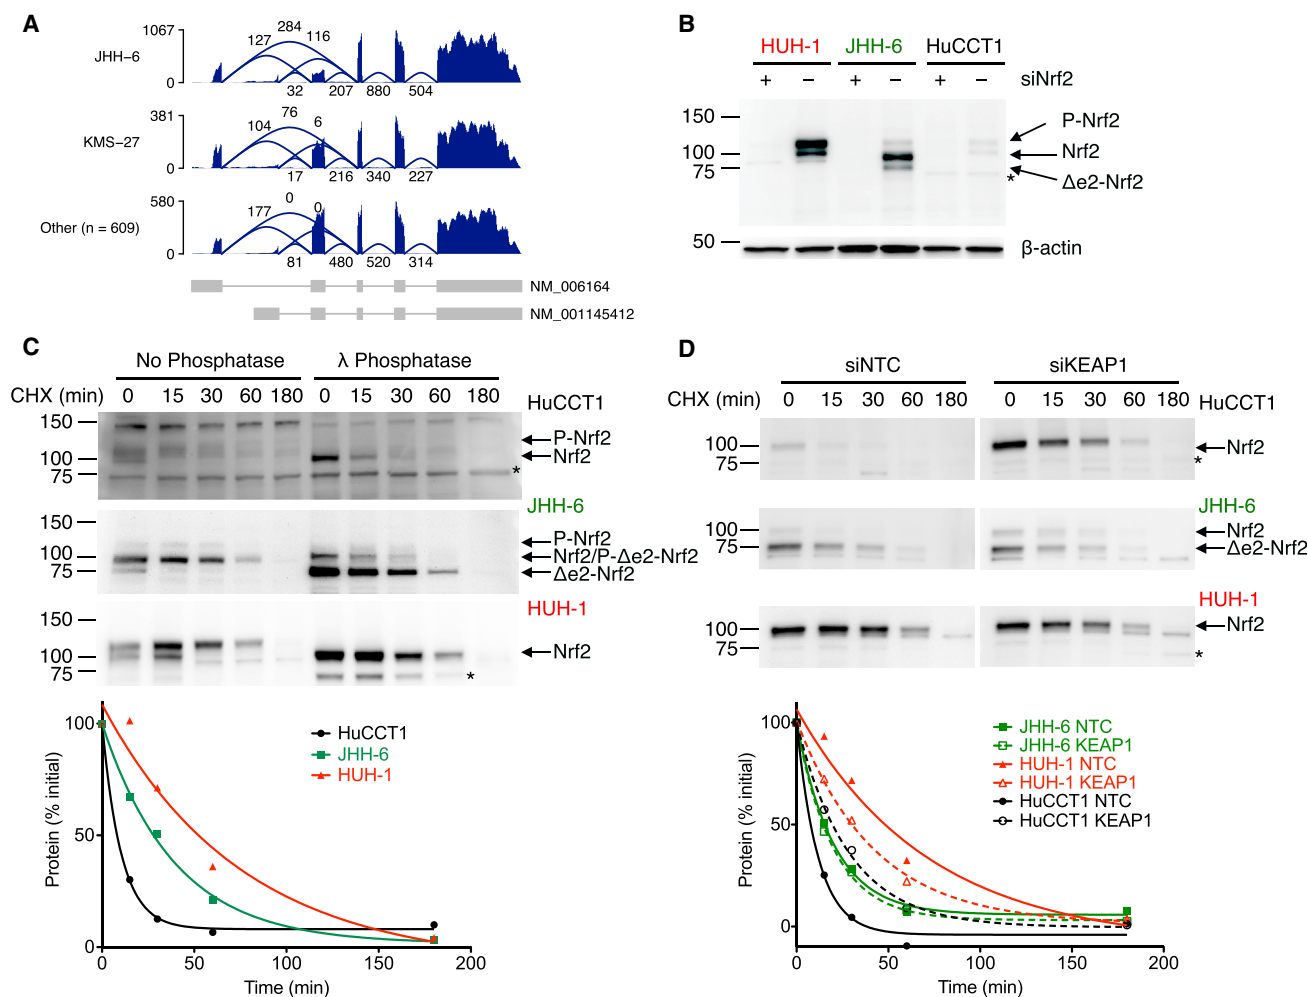 A
JHH−6
1067
0
127
284
116
32
207
880
504
KMS−27
381
0
104
76
6
17
216
340
227
Other (n = 609)
580
0
177
0
0
81
480
520
314
NM_006164
NM_001145412
B
HUH-1
JHH-6
HuCCT1
+ − + − + − siNrf2
150
100
75
50
P-Nrf2
Nrf2
Δe2-Nrf2
*
β-actin
C
No Phosphatase
λ Phosphatase
CHX (min) 0 15 30 60 180 0 15 30 60 180
HuCCT1
150
100
75
P-Nrf2
Nrf2
*
JHH-6
150
100
75
P-Nrf2
Nrf2/P-Δe2-Nrf2
Δe2-Nrf2
HUH-1
150
100
75
Nrf2
*
Protein (% initial)
100
50
0
0 50 100 150 200
Time (min)
HuCCT1
JHH-6
HUH-1
D
siNTC
siKEAP1
CHX (min) 0 15 30 60 180 0 15 30 60 180
HuCCT1
100
75
Nrf2
*
JHH-6
100
75
Nrf2
Δe2-Nrf2
HUH-1
100
75
Nrf2
*
Protein (% initial)
100
50
0
0 50 100 150 200
Time (min)
JHH-6 NTC
JHH-6 KEAP1
HUH-1 NTC
HUH-1 KEAP1
HuCCT1 NTC
HuCCT1 KEAP1